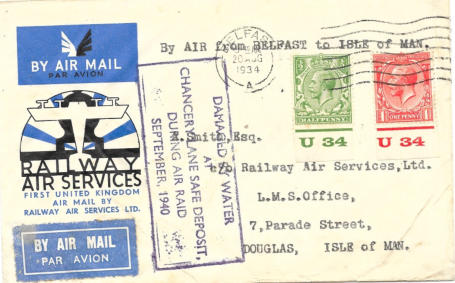 BY AIR MAIL
PAR AVION
RAILWAY
AIR SERVICES
FIRST UNITED KINGDOM
AIR MAIL BY
RAILWAY AIR SERVICES LTD.
BY AIR MAIL
PAR AVION
By AIR from BELFAST to ISLE of MAN.
BELFAST
20 AUG
1934
A
HALFPENNY
U 34
ONE PENNY
U 34
DAMAGED BY WATER
AT
CHANCERY LANE SAFE DEPOSIT,
DURING AIR RAID
SEPTEMBER, 1940
Smith, Esq.
c/o Railway Air Services, Ltd.
L.M.S. Office,
7, Parade Street,
DOUGLAS, ISLE of MAN.